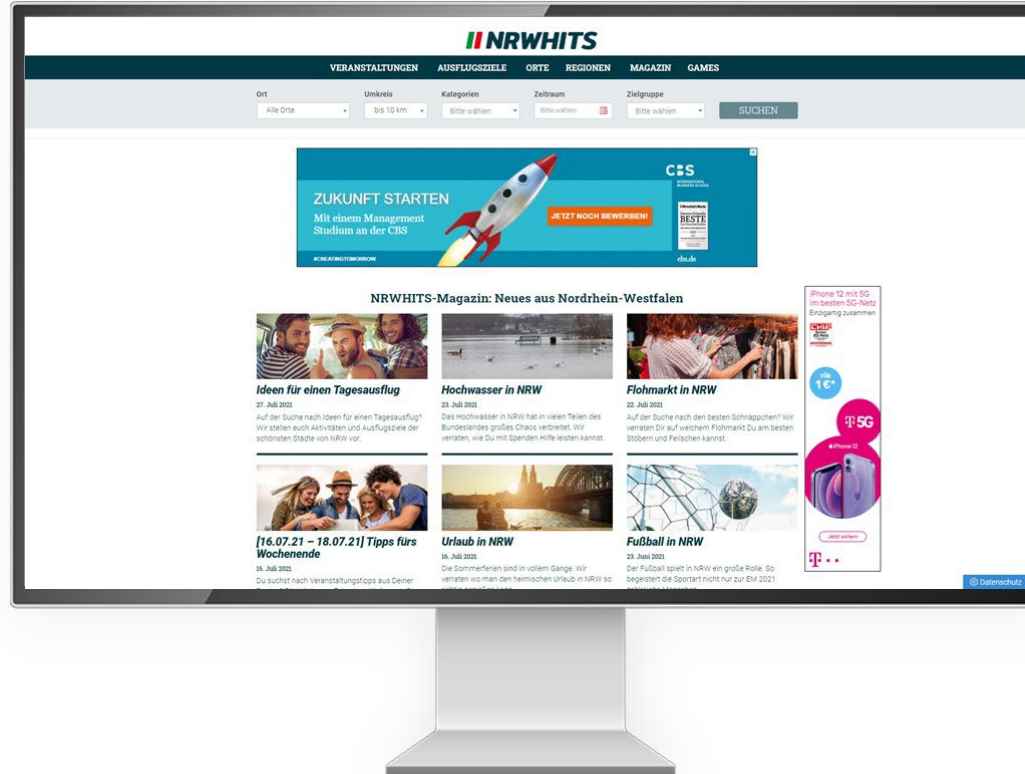 NRWHITS
VERANSTALTUNGEN AUSFLUGSZIELE ORTE REGIONEN MAGAZIN GAMES
Ort Umkreis Kategorien Zeitraum Zielgruppe
Alle Orte bis 10 km Bitte wählen Bitte wählen Bitte wählen SUCHEN
ZUKUNFT STARTEN
Mit einem Management
Studium an der CBS
#CREATINGTOMORROW
JETZT NOCH BEWERBEN!
CBS
INTERNATIONAL
BUSINESS SCHOOL
BESTE
cbs.de
NRWHITS-Magazin: Neues aus Nordrhein-Westfalen
Ideen für einen Tagesausflug
27. Juli 2021
Auf der Suche nach Ideen für einen Tagesausflug?
Wir stellen euch Aktivitäten und Ausflugsziele der
schönsten Städte von NRW vor.
Hochwasser in NRW
23. Juli 2021
Das Hochwasser in NRW hat in vielen Teilen des
Bundeslandes großes Chaos verbreitet. Wir
verraten, wie Du mit Spenden Hilfe leisten kannst.
Flohmarkt in NRW
22. Juli 2021
Auf der Suche nach den besten Schnäppchen? Wir
verraten Dir auf welchem Flohmarkt Du am besten
Stöbern und Feilschen kannst.
[16.07.21 – 18.07.21] Tipps fürs
Wochenende
16. Juli 2021
Du suchst nach Veranstaltungstipps aus Deiner
Urlaub in NRW
16. Juli 2021
Die Sommerferien sind in vollem Gange. Wir
verraten wo man den heimischen Urlaub in NRW so
Fußball in NRW
23. Juni 2021
Der Fußball spielt in NRW ein große Rolle. So
begeistert die Sportart nicht nur zur EM 2021
iPhone 12 mit 5G
im besten 5G-Netz
Einzigartig zusammen
CHIP
FÜR
1€*
T 5G
iPhone 12
Jetzt sichern
T
Datenschutz